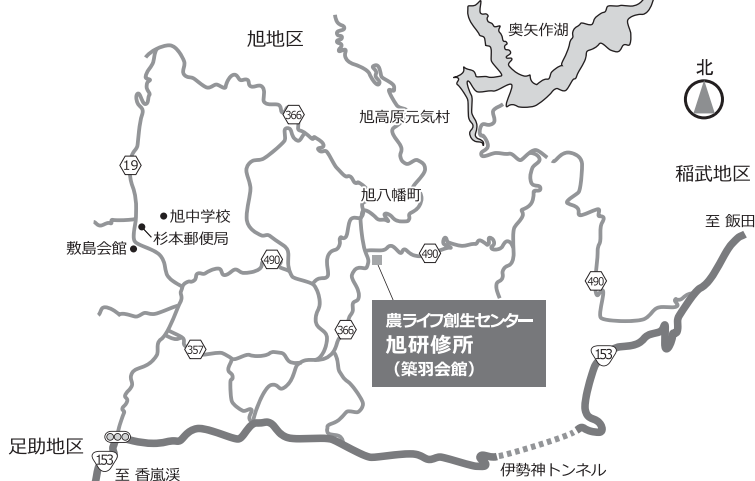 奥矢作湖
旭地区
北
366
旭高原元気村
19
稲武地区
旭八幡町
至 飯田
旭中学校
杉本郵便局
敷島会館
490
490
490
農ライフ創生センター
旭研修所
（築羽会館）
366
357
153
足助地区
153
至 香嵐渓
伊勢神トンネル